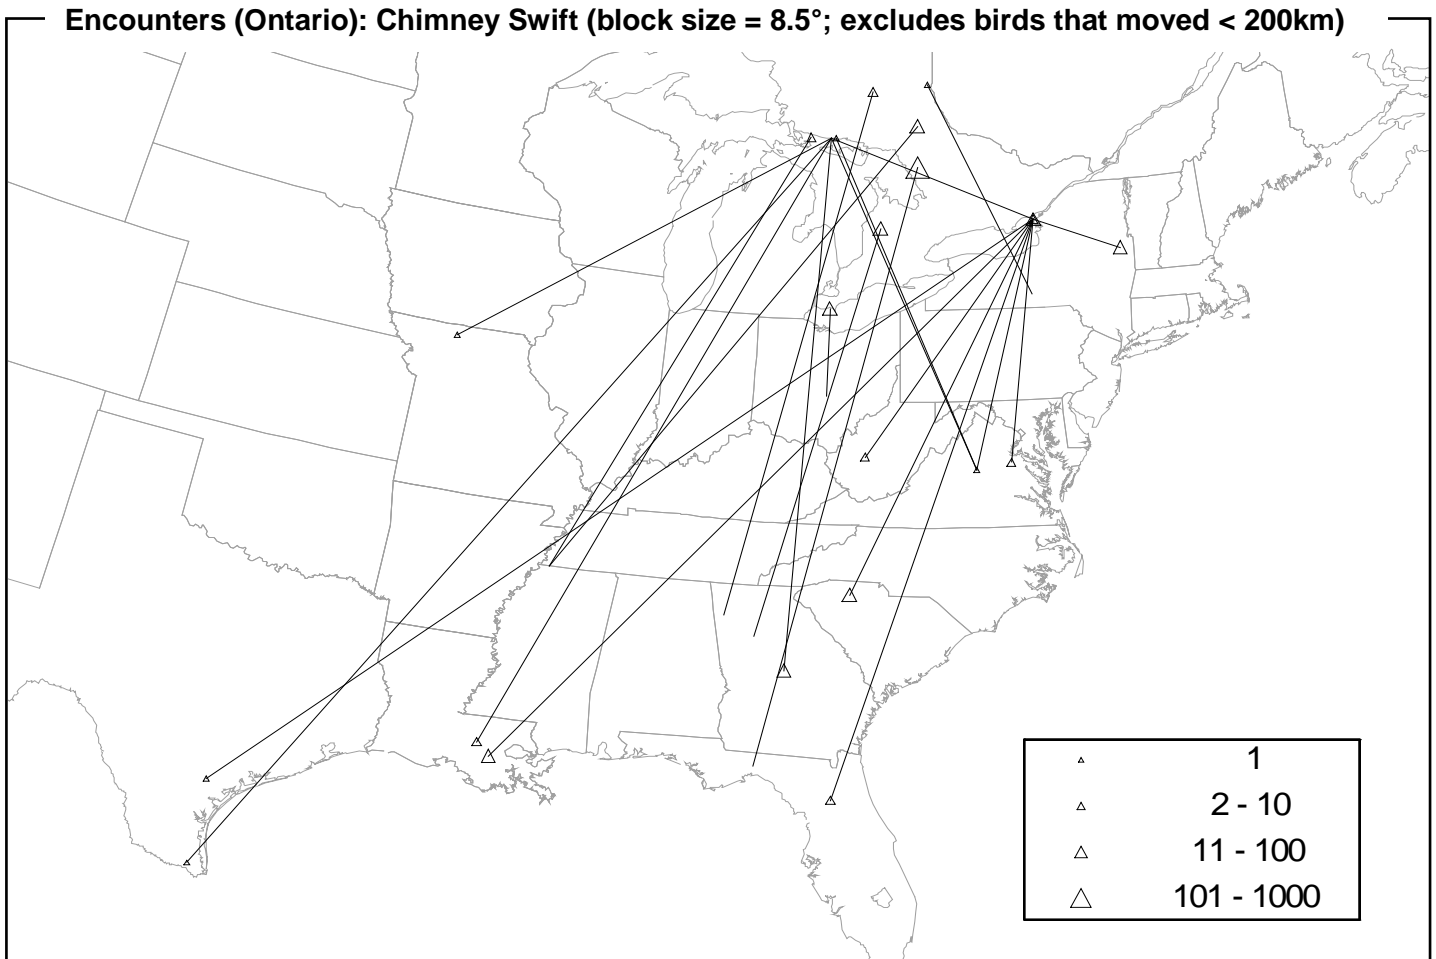 Encounters (Ontario): Chimney Swift (block size = 8.5°; excludes birds that moved < 200km)
1
2 - 10
11 - 100
101 - 1000